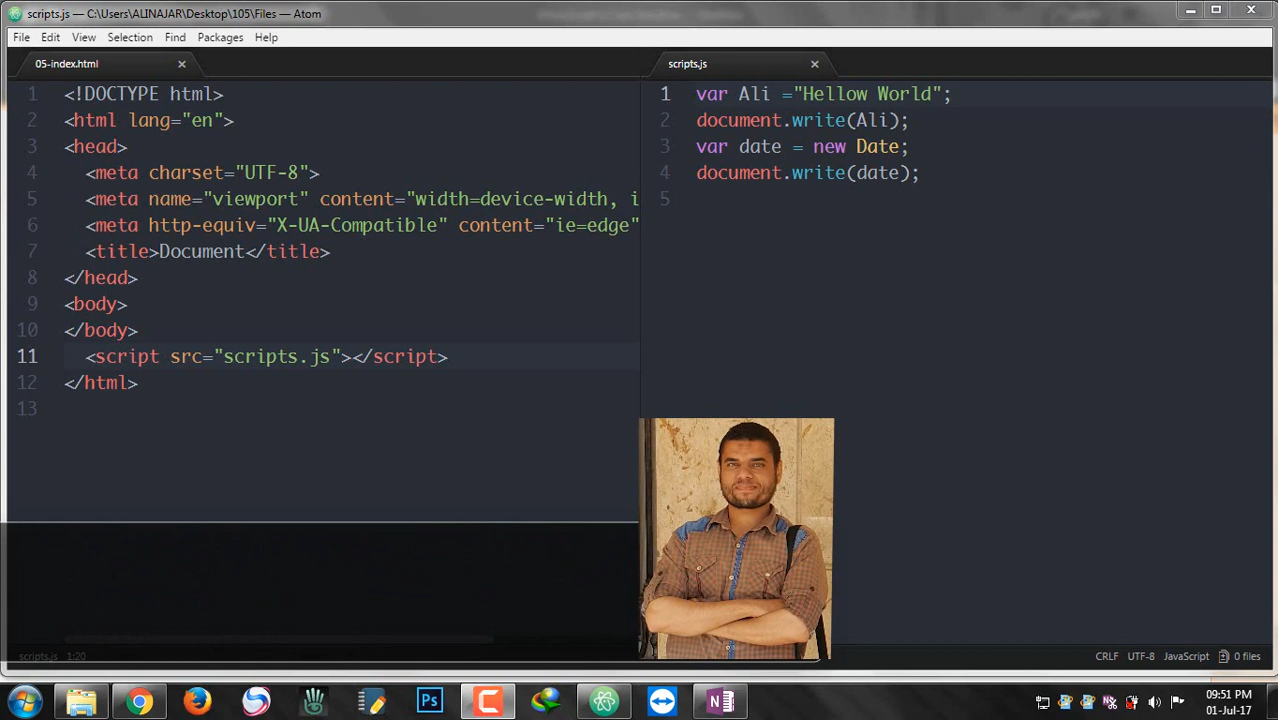 scripts.js — C:\Users\ALINAJAR\Desktop\105\Files — Atom
File Edit View Selection Find Packages Help
05-index.html
1 <!DOCTYPE html>
2 <html lang="en">
3 <head>
4 <meta charset="UTF-8">
5 <meta name="viewport" content="width=device-width, i
6 <meta http-equiv="X-UA-Compatible" content="ie=edge"
7 <title>Document</title>
8 </head>
9 <body>
10 </body>
11 <script src="scripts.js"></script>
12 </html>
13
scripts.js
1 var Ali ="Hellow World";
2 document.write(Ali);
3 var date = new Date;
4 document.write(date);
5
scripts.js 1:20
CRLF UTF-8 JavaScript 0 files
Ps
09:51 PM
01-Jul-17